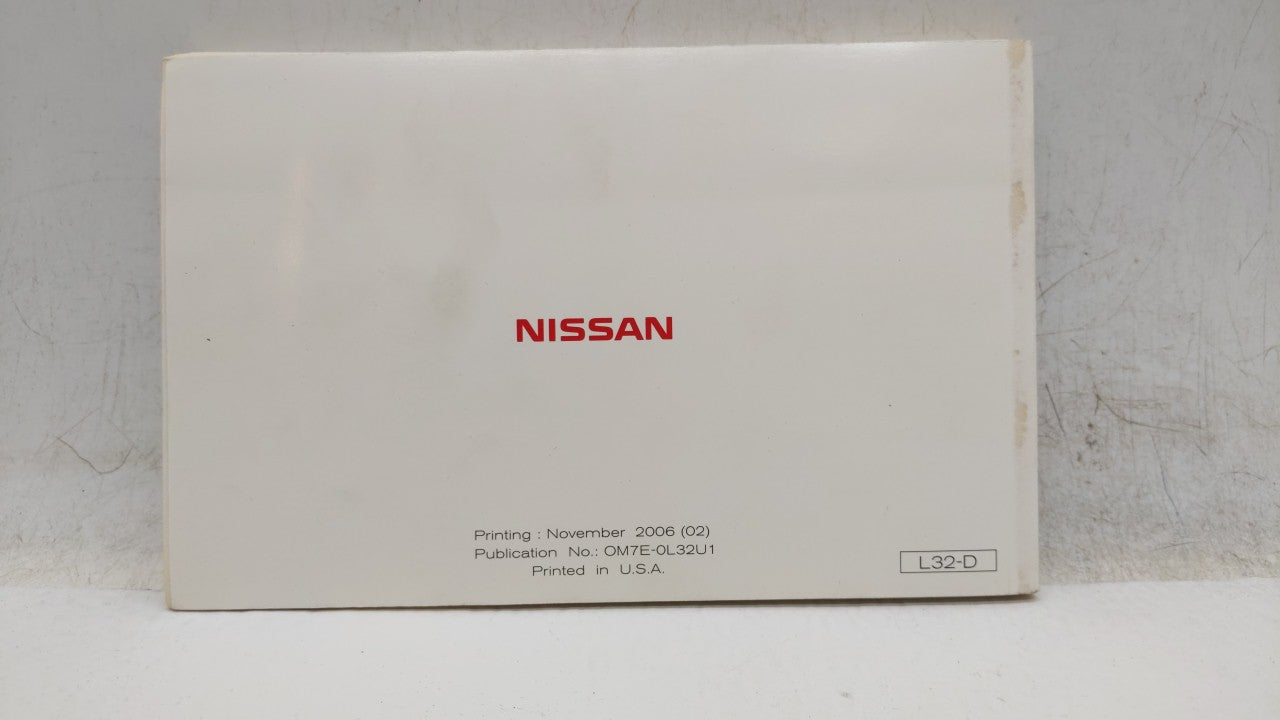 NISSAN
Printing : November 2006 (02)
Publication No.: OM7E-0L32U1
Printed in U.S.A.
L32-D